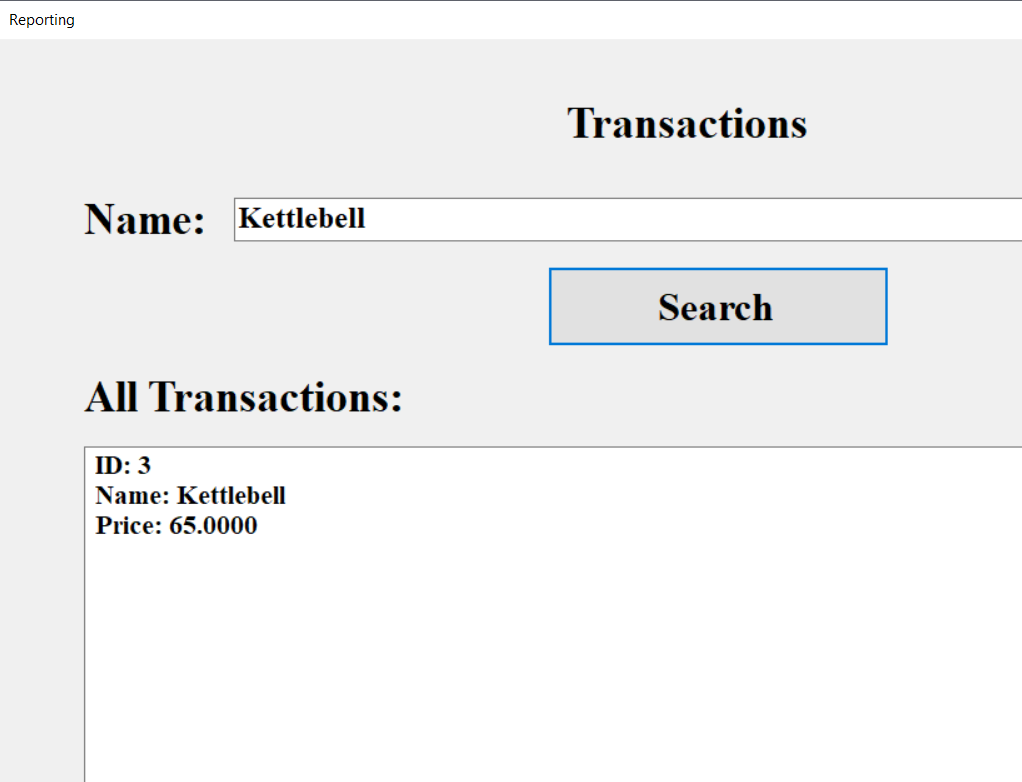 Reporting
Transactions
Name: Kettlebell
Search
All Transactions:
ID: 3
Name: Kettlebell
Price: 65.0000